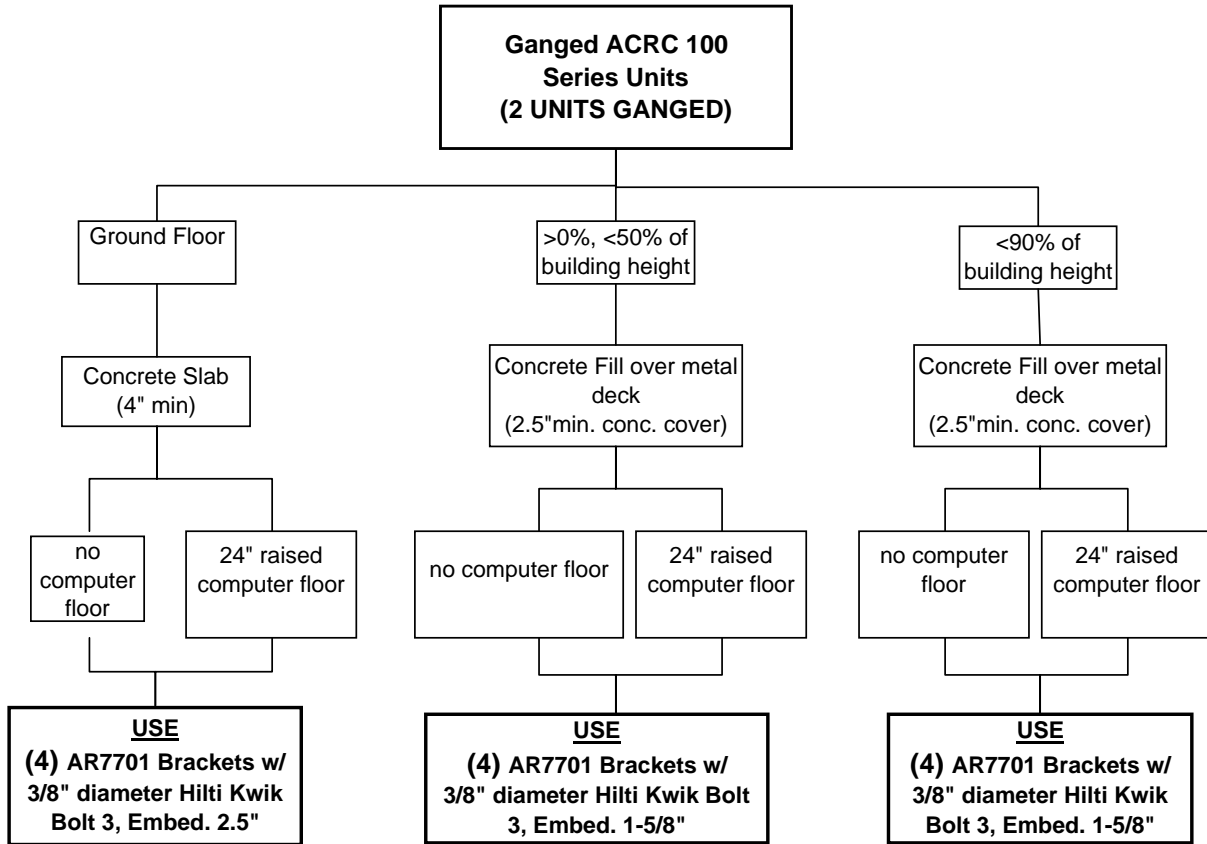 Ganged ACRC 100
Series Units
(2 UNITS GANGED)
Ground Floor
>0%, <50% of
building height
<90% of
building height
Concrete Slab
(4" min)
Concrete Fill over metal
deck
(2.5"min. conc. cover)
Concrete Fill over metal
deck
(2.5"min. conc. cover)
no
computer
floor
24" raised
computer floor
no computer floor
24" raised
computer floor
no computer
floor
24" raised
computer floor
USE
(4) AR7701 Brackets w/
3/8" diameter Hilti Kwik
Bolt 3, Embed. 2.5"
USE
(4) AR7701 Brackets w/
3/8" diameter Hilti Kwik Bolt
3, Embed. 1-5/8"
USE
(4) AR7701 Brackets w/
3/8" diameter Hilti Kwik
Bolt 3, Embed. 1-5/8"